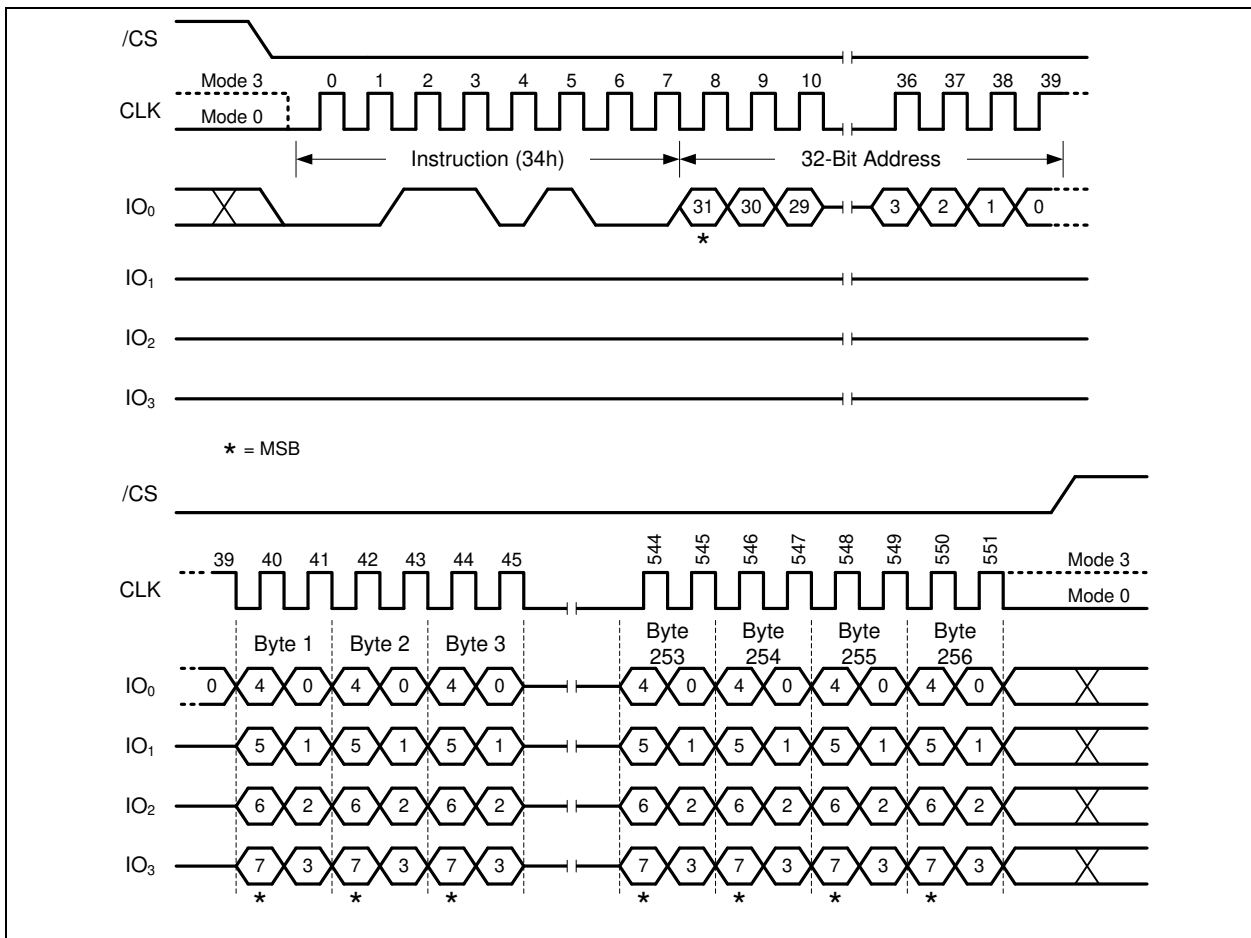 /CS
Mode 3 0 1 2 3 4 5 6 7 8 9 10 36 37 38 39
CLK
Mode 0
Instruction (34h) 32-Bit Address
IO₀ 31 30 29 3 2 1 0
*
IO₁
IO₂
IO₃
* = MSB
/CS
39 40 41 42 43 44 45 544 545 546 547 548 549 550 551 Mode 3
CLK
Mode 0
Byte 1 Byte 2 Byte 3 Byte 253 Byte 254 Byte 255 Byte 256
IO₀ 0 4 0 4 0 4 0 4 0 4 0 4 0 4 0
IO₁ 5 1 5 1 5 1 5 1 5 1 5 1 5 1
IO₂ 6 2 6 2 6 2 6 2 6 2 6 2 6 2
IO₃ 7 3 7 3 7 3 7 3 7 3 7 3 7 3
* * * * * * *